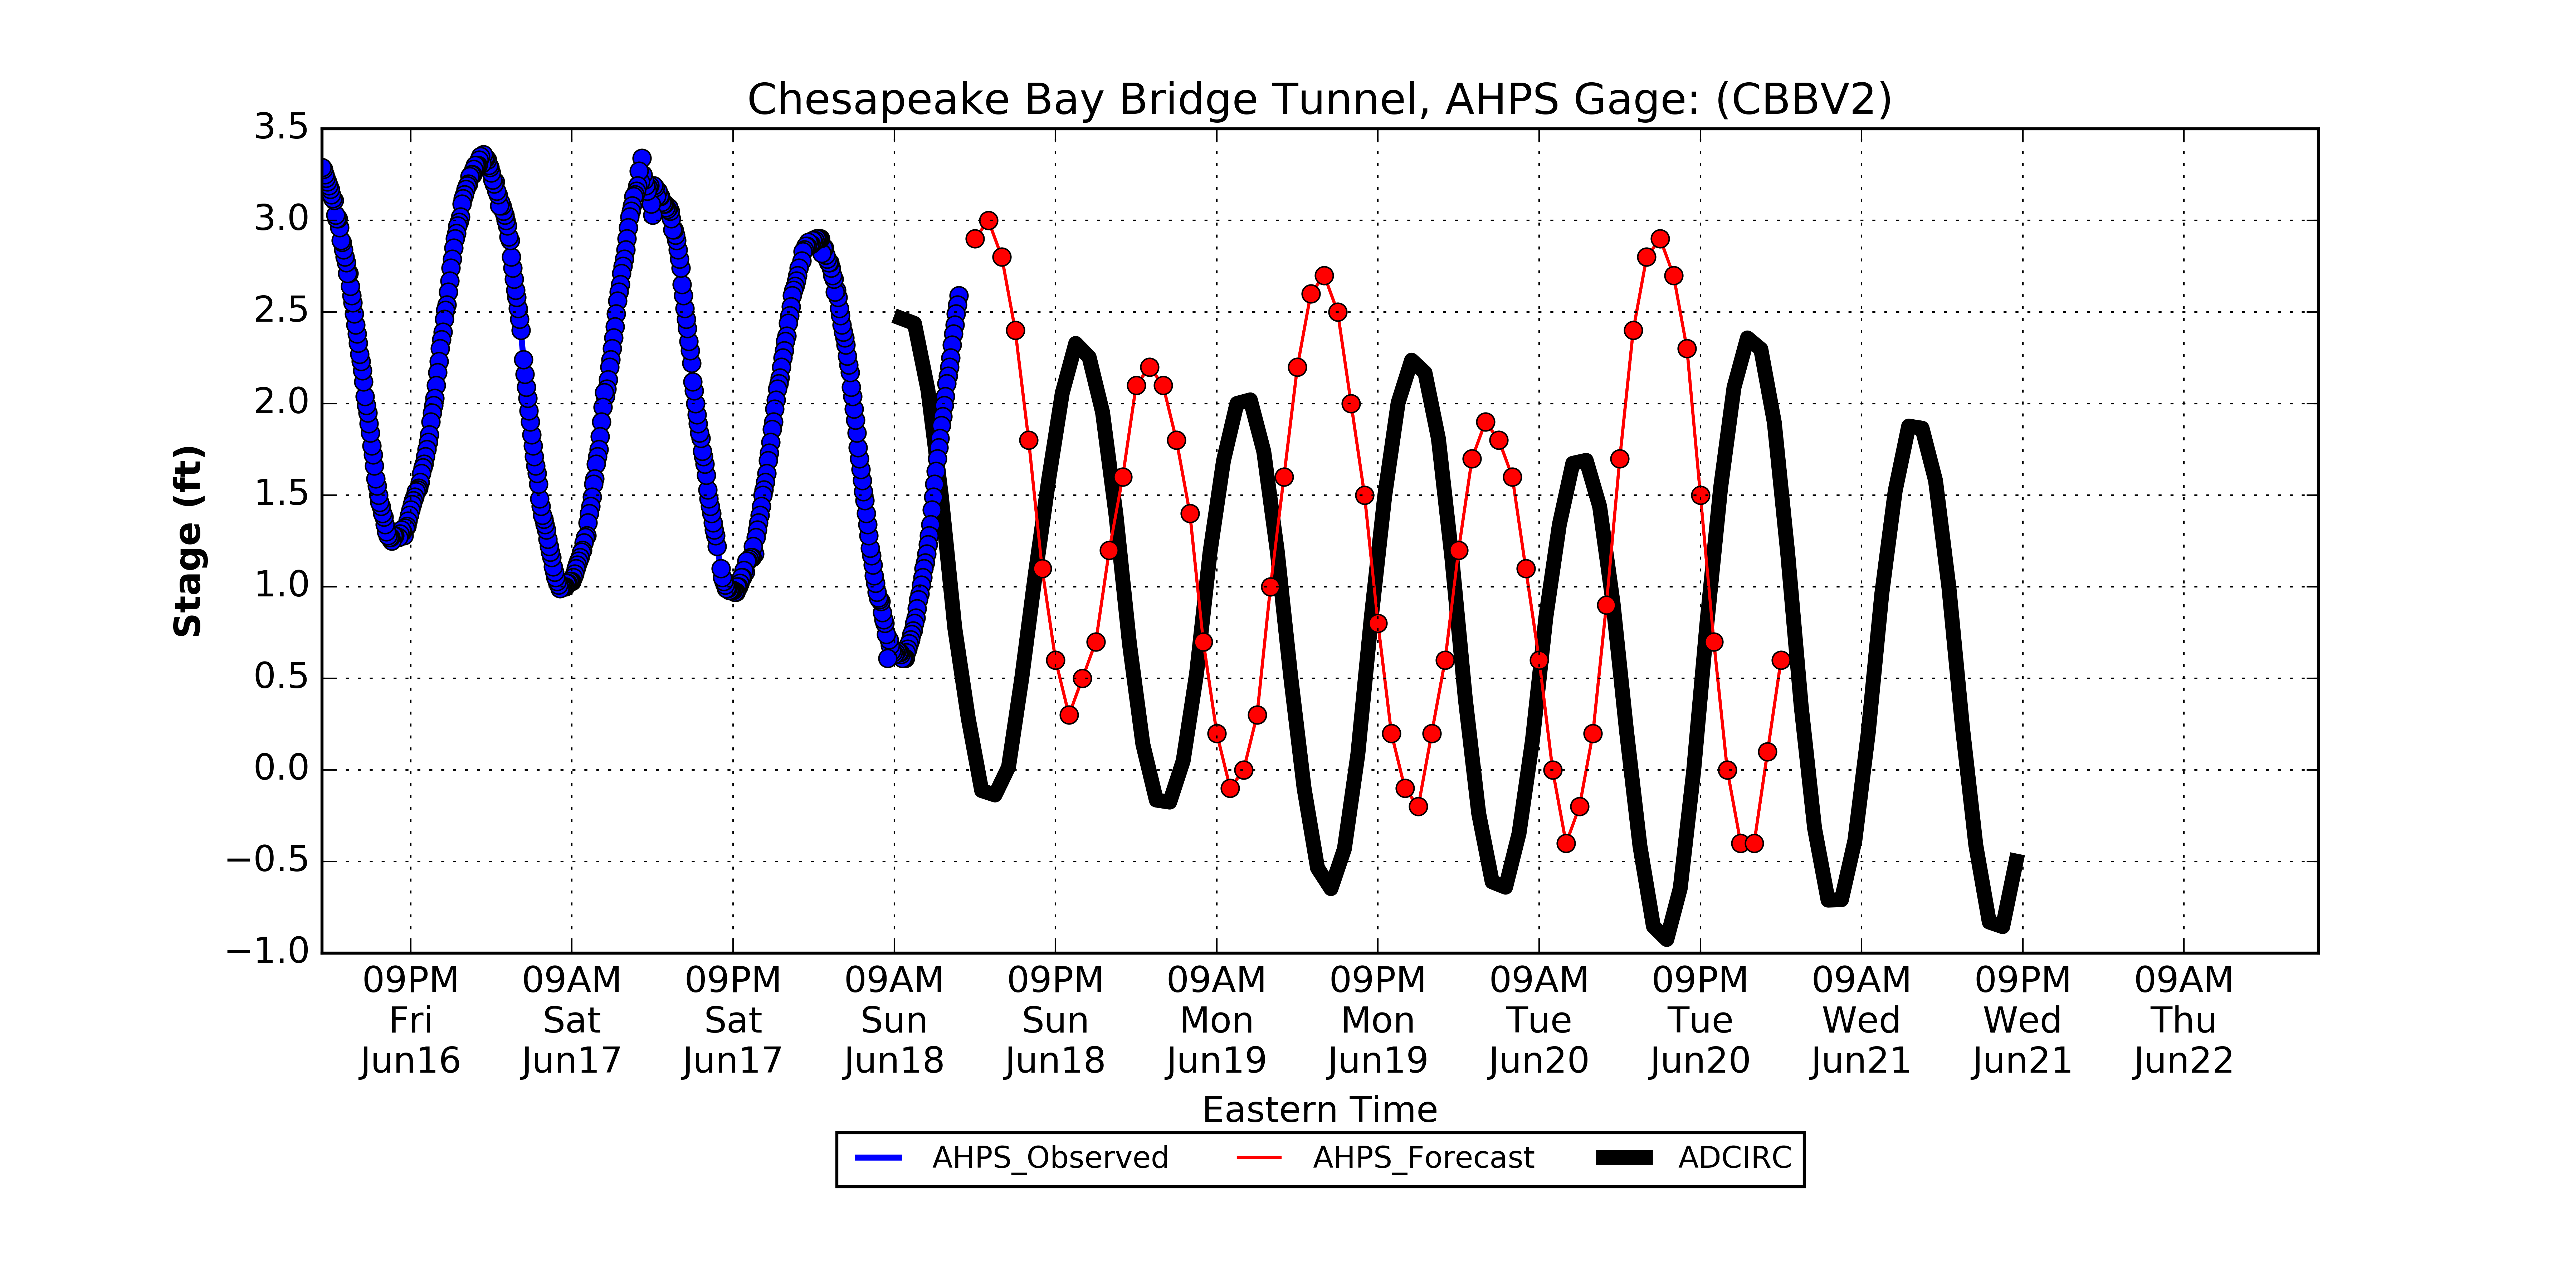 Chesapeake Bay Bridge Tunnel, AHPS Gage: (CBBV2)
3.5
3.0
2.5
2.0
1.5
1.0
0.5
0.0
−0.5
−1.0
Stage (ft)
09PM 09AM 09PM 09AM 09PM 09AM 09PM 09AM 09PM 09AM 09PM 09AM
Fri Sat Sat Sun Sun Mon Mon Tue Tue Wed Wed Thu
Jun16 Jun17 Jun17 Jun18 Jun18 Jun19 Jun19 Jun20 Jun20 Jun21 Jun21 Jun22
Eastern Time
AHPS_Observed AHPS_Forecast ADCIRC